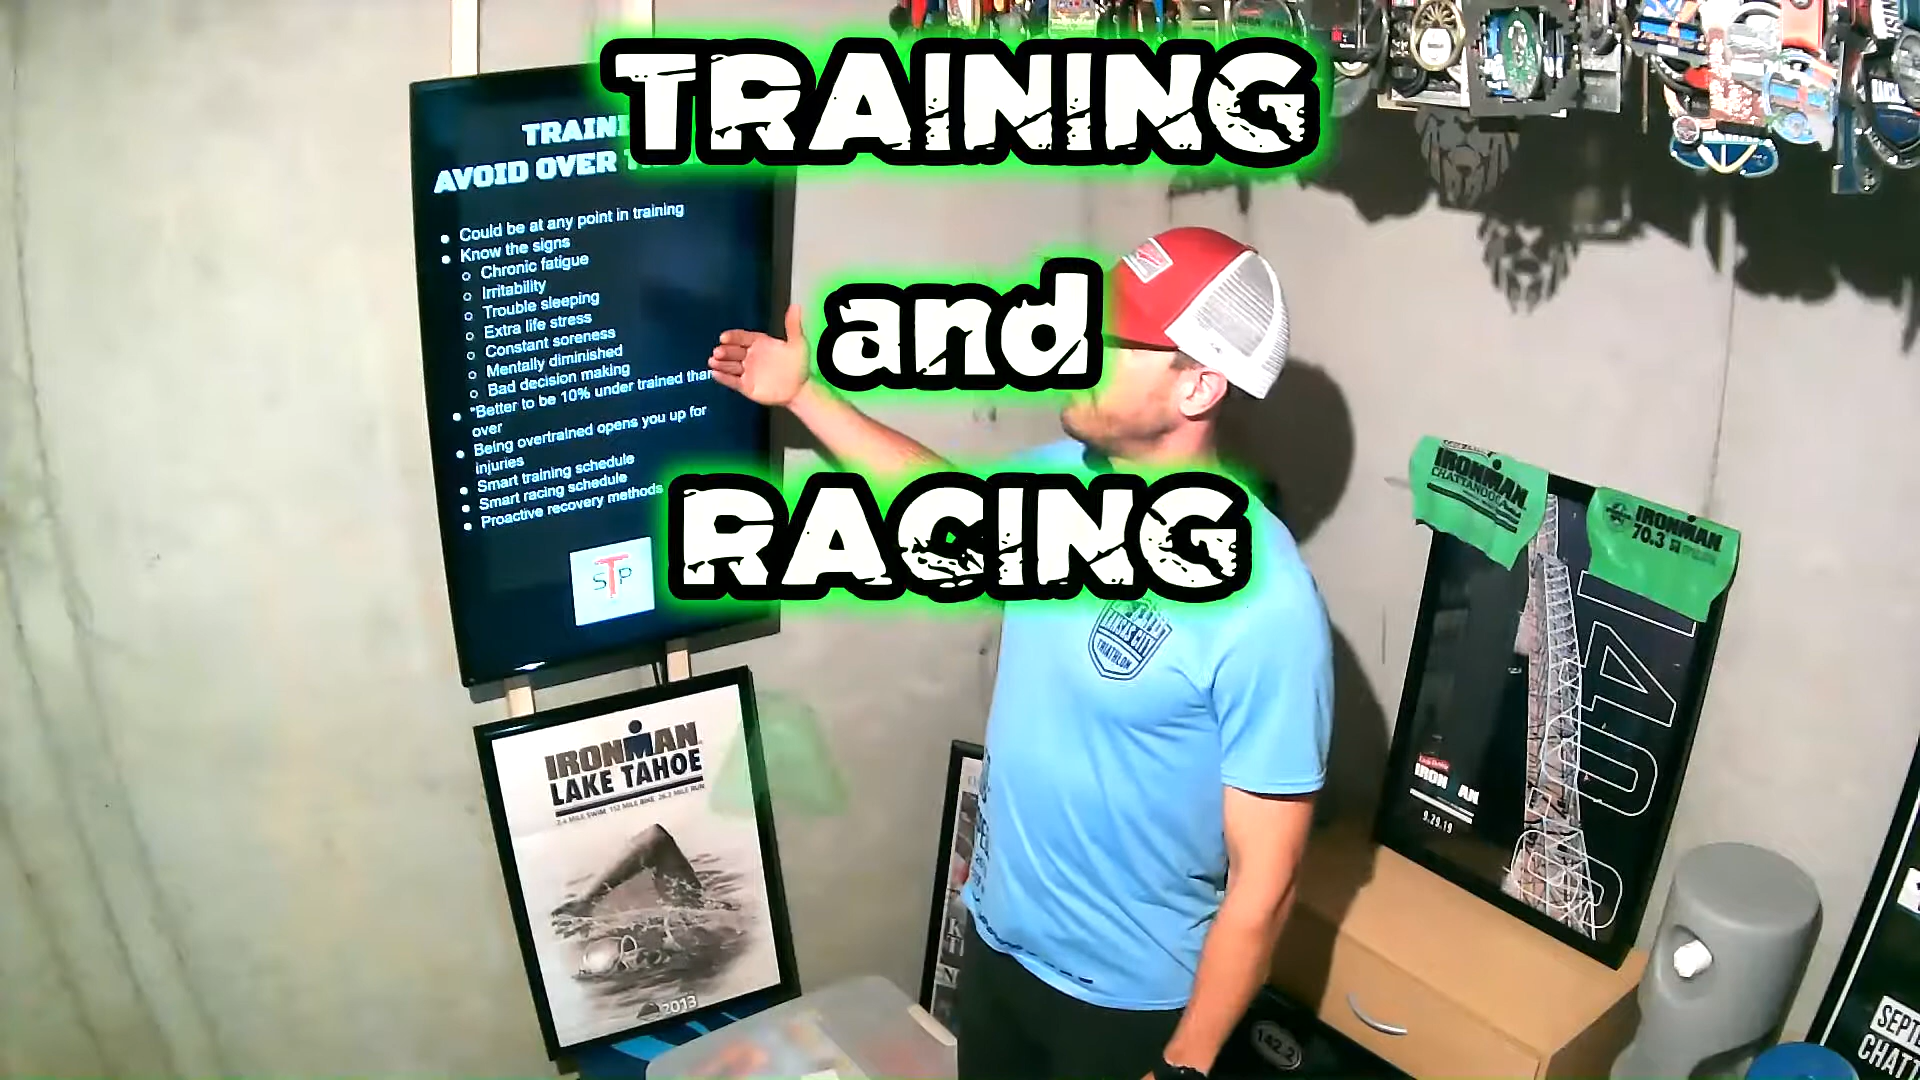 TRAINING
and
RACING
AVOID OVER
Could be at any point in training
Know the signs
Chronic fatigue
Irritability
Trouble sleeping
Extra life stress
Constant soreness
Mentally diminished
Bad decision making
"Better to be 10% under trained than
over
Being overtrained opens you up for
injuries
Smart training schedule
Smart racing schedule
Proactive recovery methods
STP
IRONMAN
LAKE TAHOE
2.4 MILE SWIM 112 MILE BIKE 26.2 MILE RUN
2013
KANSAS CITY
TRIATHLON
IRONMAN
CHATTANOOGA
IRONMAN
70.3
140.6
9.29.19
142.2